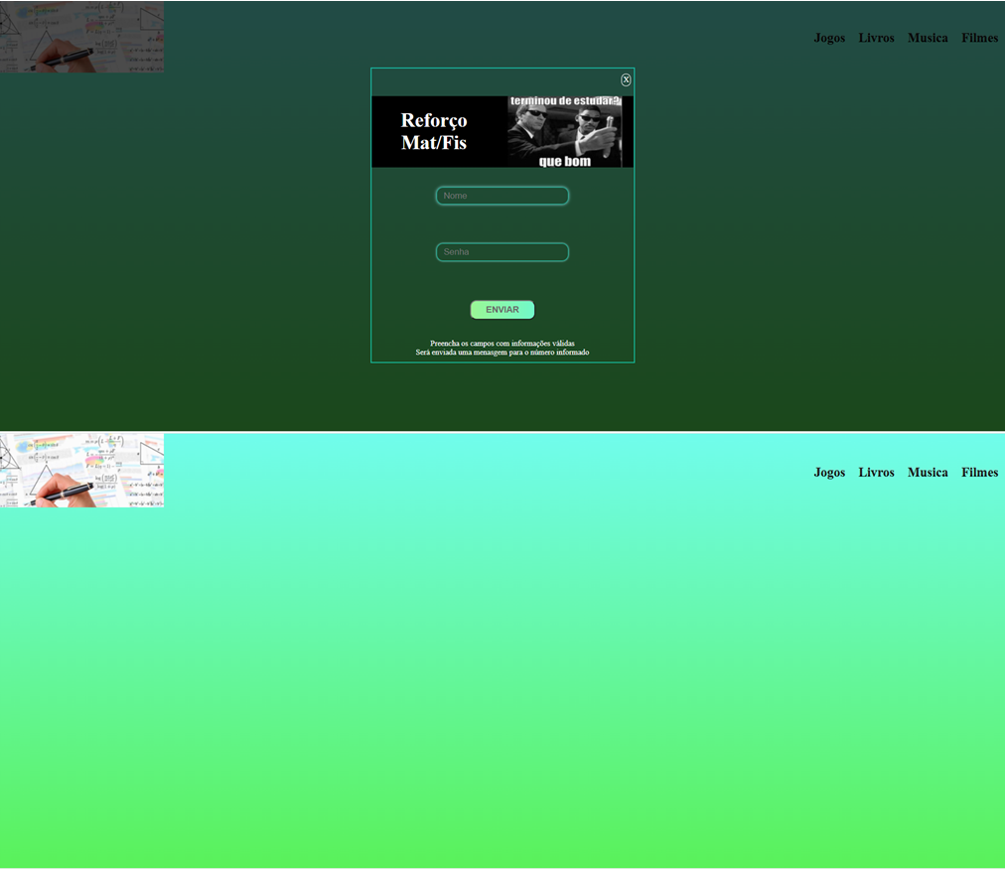 Jogos Livros Musica Filmes
X
Reforço
Mat/Fis
terminou de estudar?
que bom
Nome
Senha
ENVIAR
Preencha os campos com informações válidas
Será enviada uma menasgem para o número informado
Jogos Livros Musica Filmes